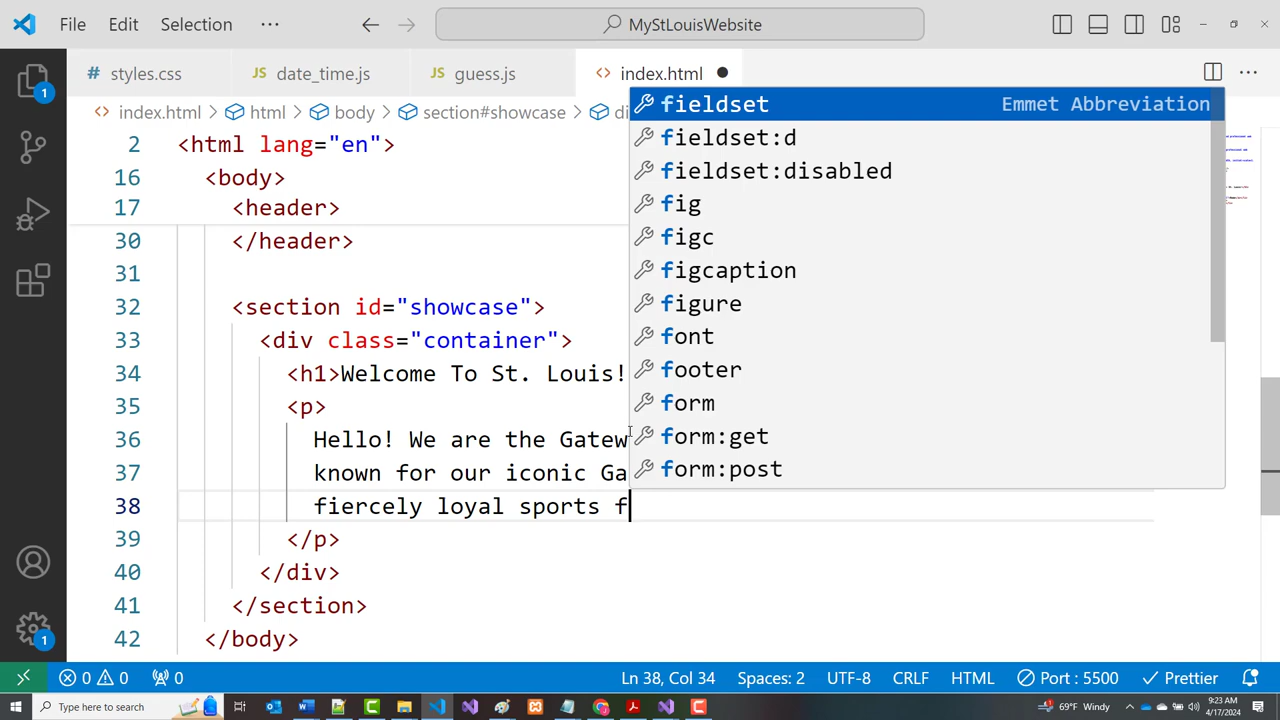 File Edit Selection ··· MyStLouisWebsite
# styles.css JS date_time.js JS guess.js <> index.html
<> index.html > html > body > section#showcase >
2 <html lang="en">
16 <body>
17 <header>
30 </header>
31
32 <section id="showcase">
33 <div class="container">
34 <h1>Welcome To St. Louis!
35 <p>
36 Hello! We are the Gatew
37 known for our iconic Ga
38 fiercely loyal sports f
39 </p>
40 </div>
41 </section>
42 </body>
fieldset Emmet Abbreviation
fieldset:d
fieldset:disabled
fig
figc
figcaption
figure
font
footer
form
form:get
form:post
1
1
0 0 0 Ln 38, Col 34 Spaces: 2 UTF-8 CRLF HTML Port : 5500 Prettier
Type here to search 69°F Windy 9:23 AM
4/17/2024